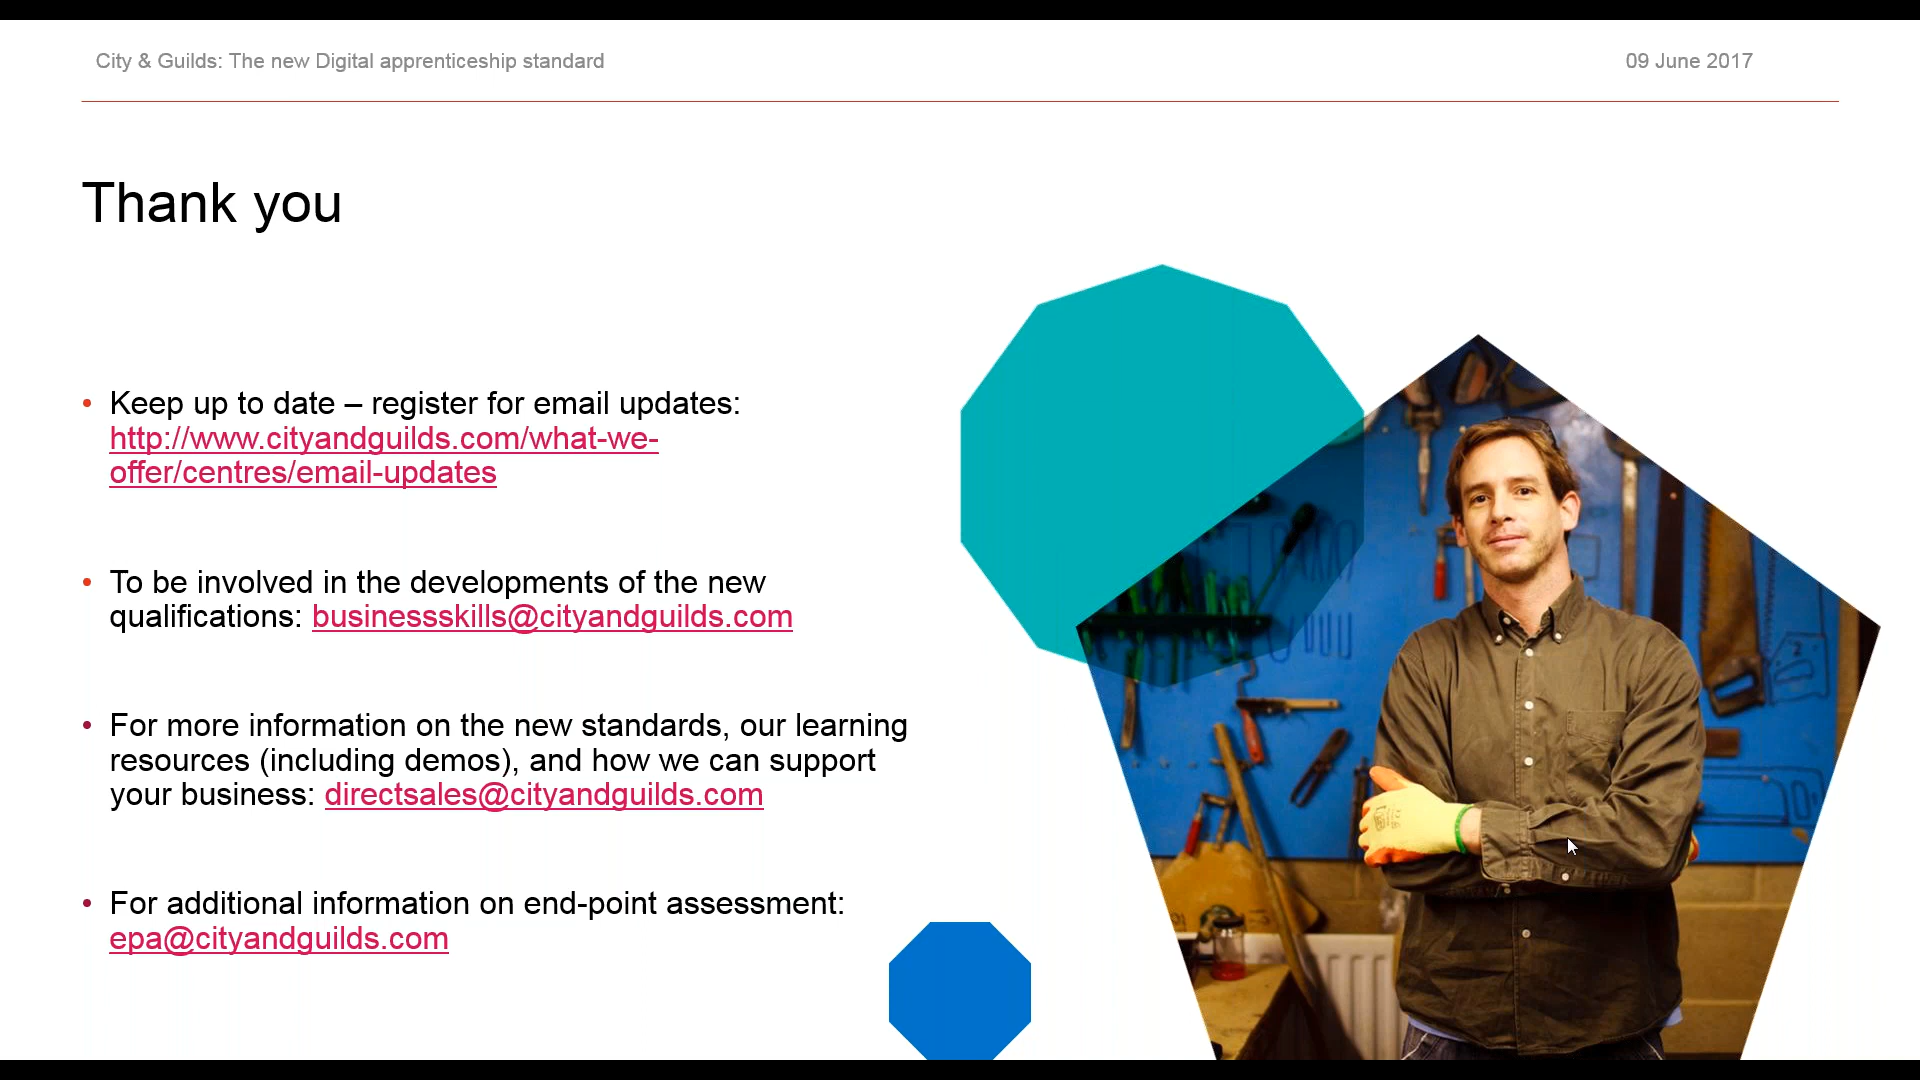 City & Guilds: The new Digital apprenticeship standard
09 June 2017
Thank you
• Keep up to date – register for email updates:
http://www.cityandguilds.com/what-we-
offer/centres/email-updates
• To be involved in the developments of the new
qualifications: businessskills@cityandguilds.com
• For more information on the new standards, our learning
resources (including demos), and how we can support
your business: directsales@cityandguilds.com
• For additional information on end-point assessment:
epa@cityandguilds.com